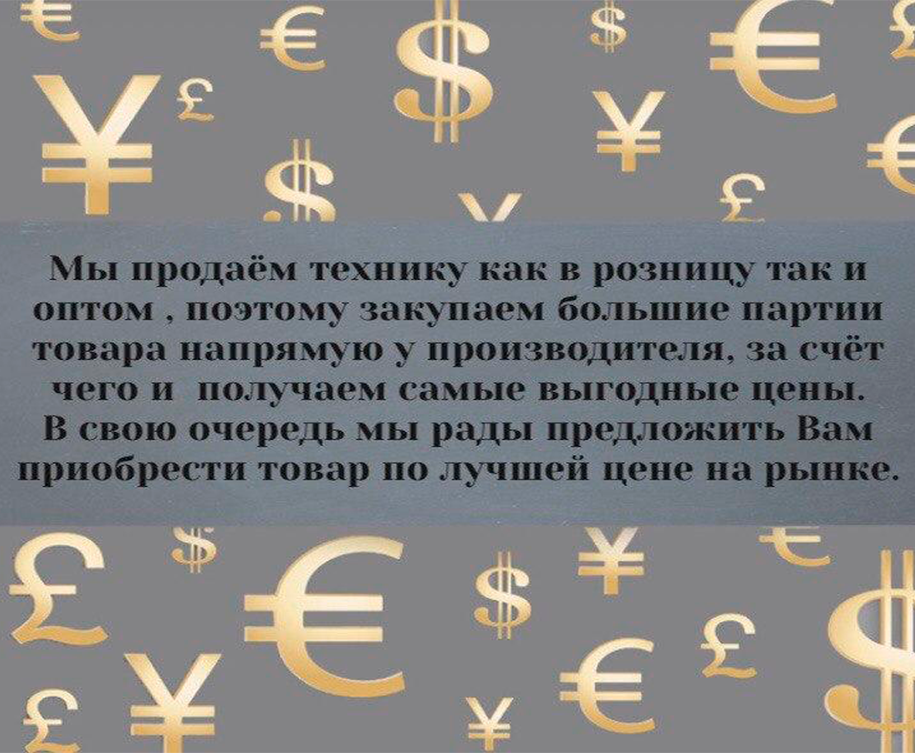 Мы продаём технику как в розницу так и
оптом , поэтому закупаем большие партии
товара напрямую у производителя, за счёт
чего и  получаем самые выгодные цены.
В свою очередь мы рады предложить Вам
приобрести товар по лучшей цене на рынке.